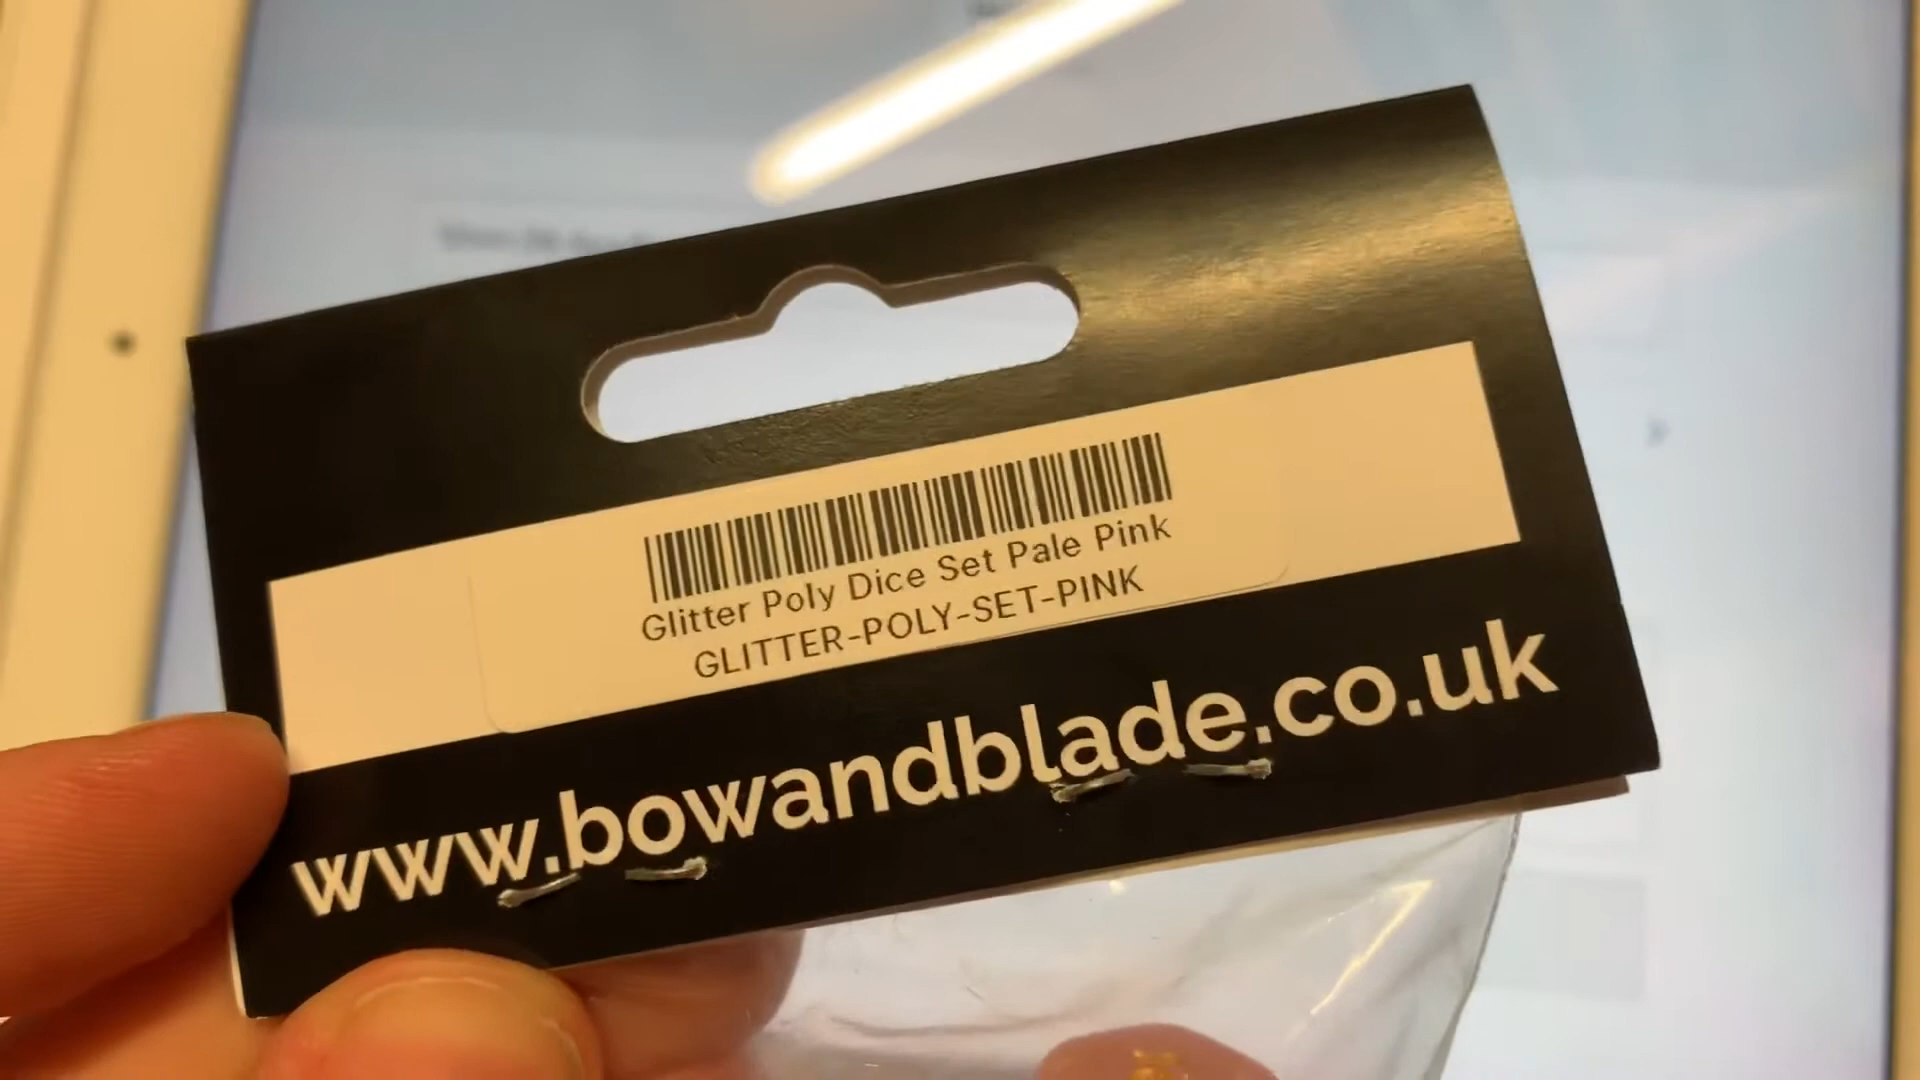 Glitter Poly Dice Set Pale Pink
GLITTER-POLY-SET-PINK
www.bowandblade.co.uk